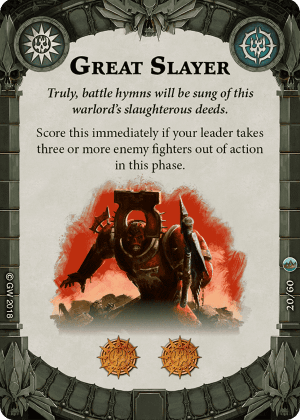 Great Slayer
Truly, battle hymns will be sung of this
warlord's slaughterous deeds.
Score this immediately if your leader takes
three or more enemy fighters out of action
in this phase.
© GW 2018
20/60